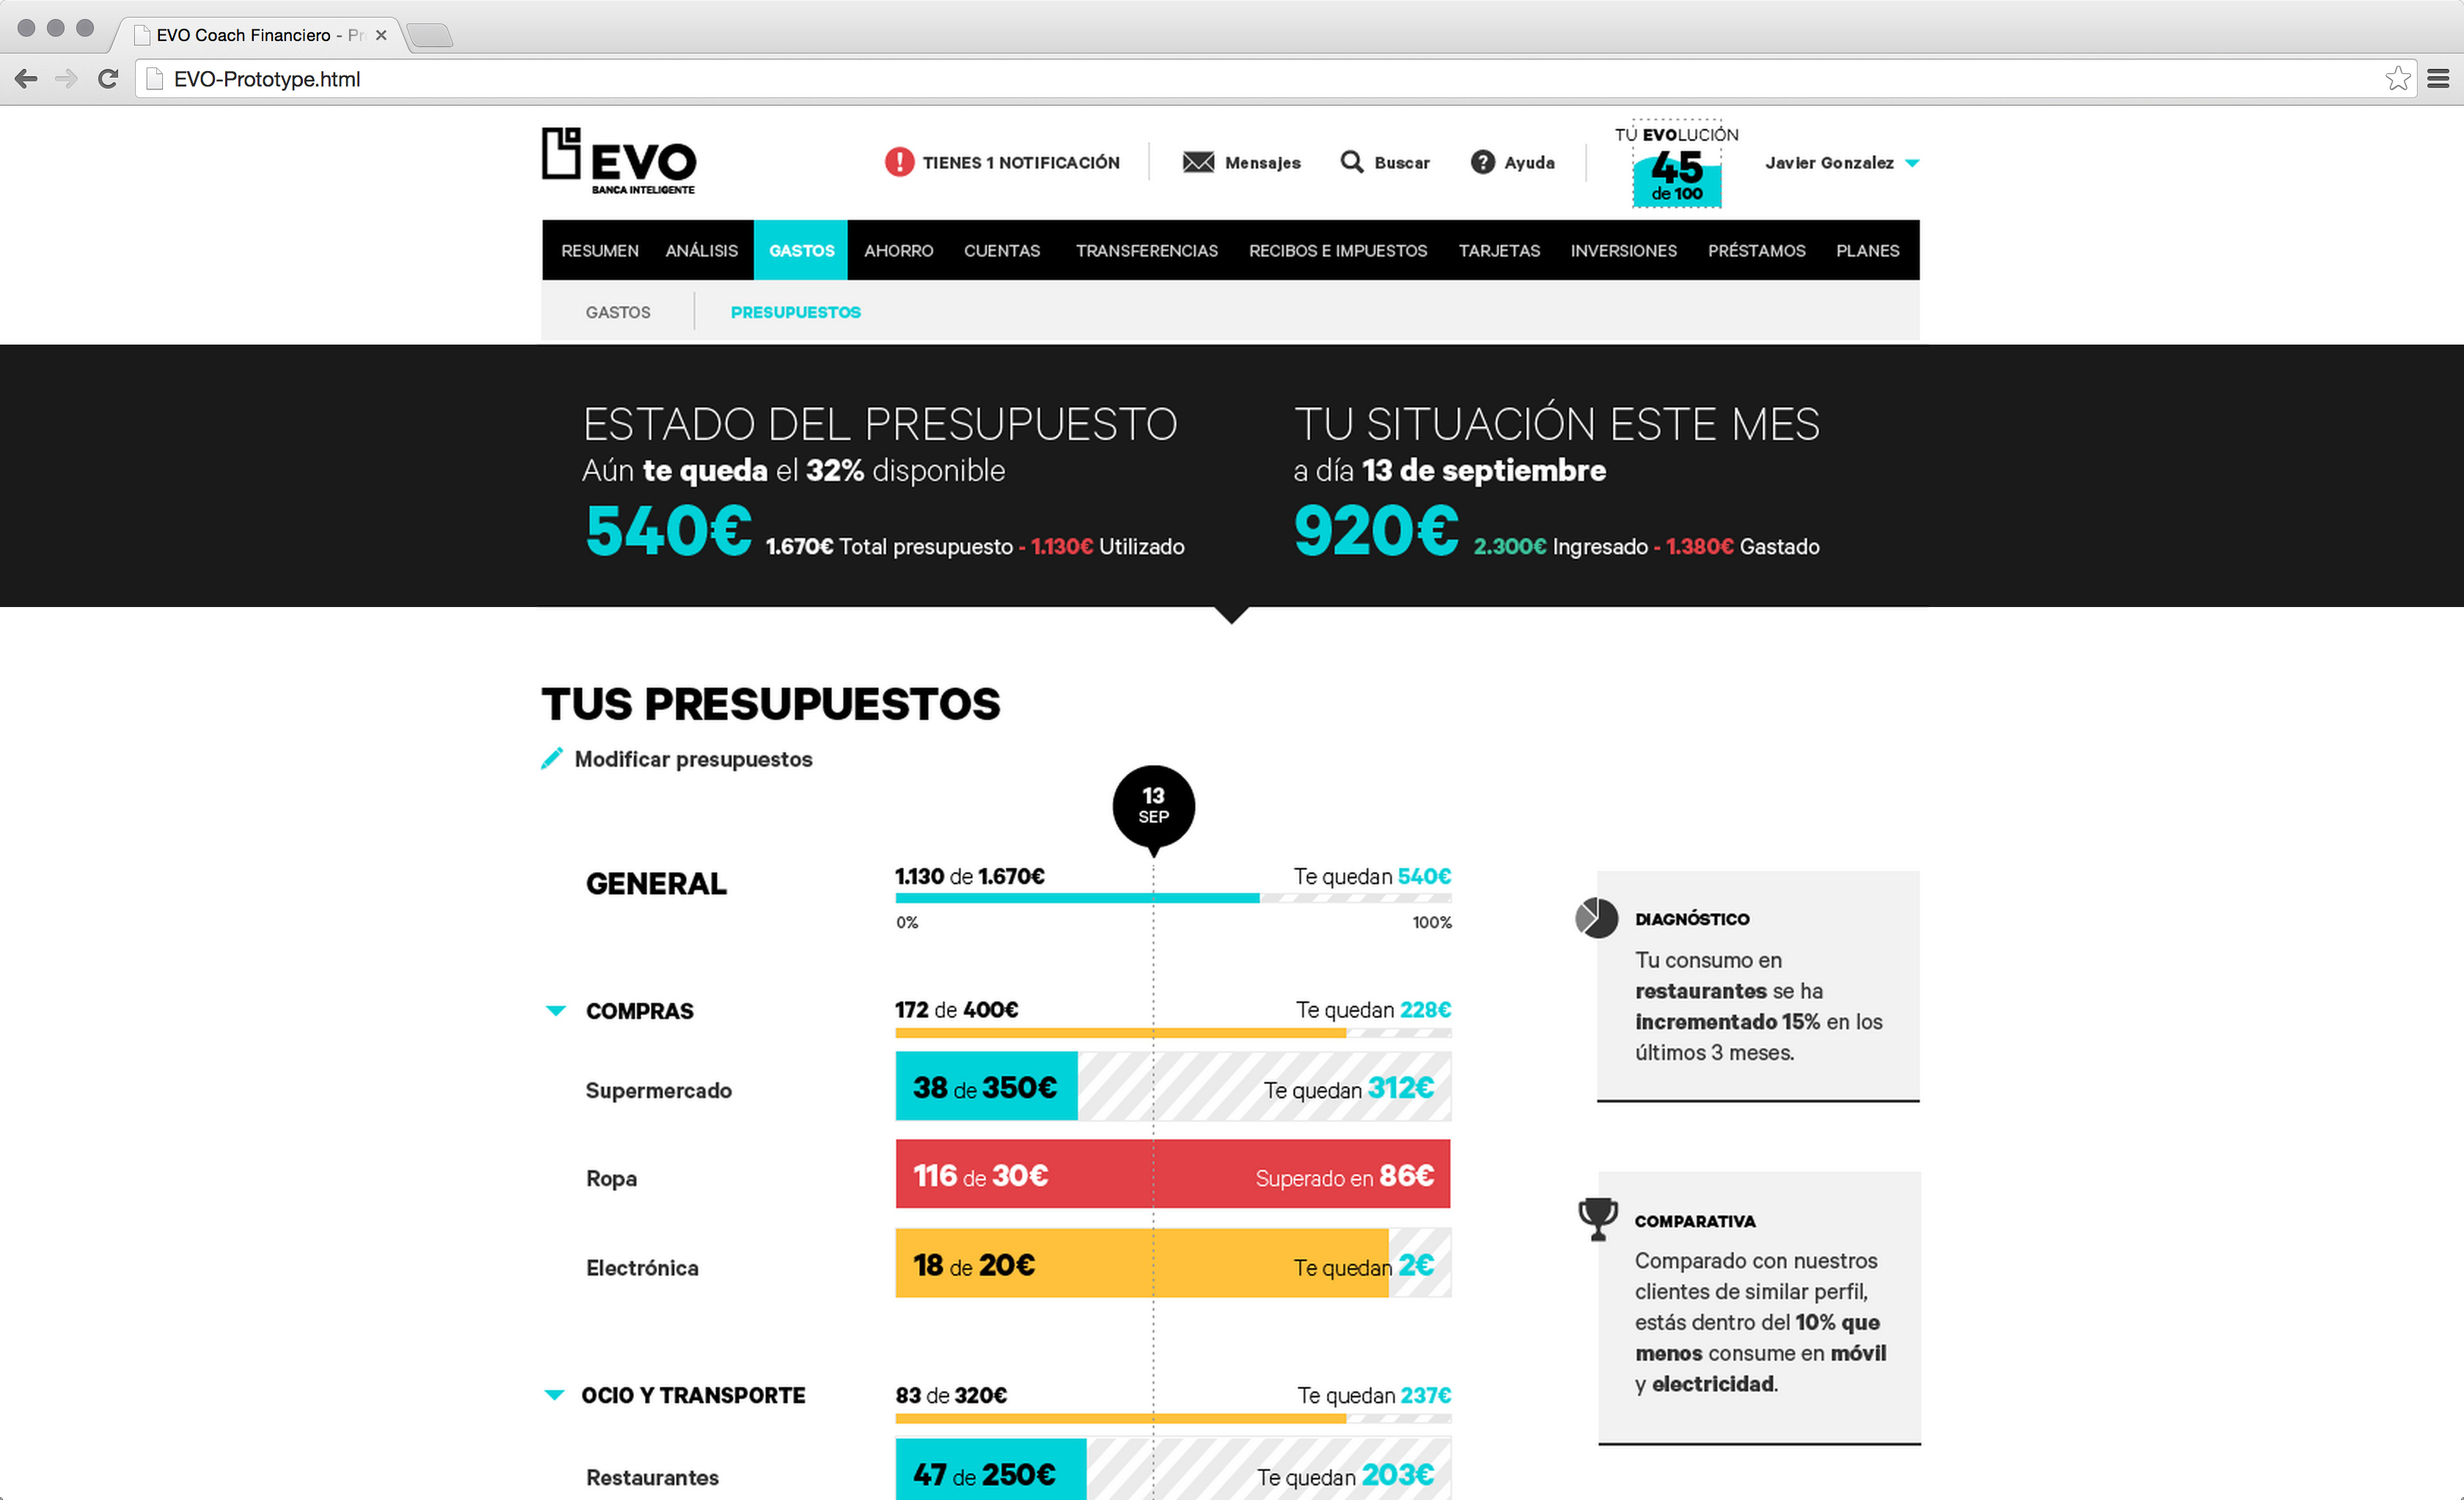 EVO Coach Financiero - Pr
EVO-Prototype.html
EVO
BANCA INTELIGENTE
! TIENES 1 NOTIFICACIÓN
Mensajes
Buscar
? Ayuda
TÚ EVOLUCIÓN
45
de 100
Javier Gonzalez
RESUMEN ANÁLISIS GASTOS AHORRO CUENTAS TRANSFERENCIAS RECIBOS E IMPUESTOS TARJETAS INVERSIONES PRÉSTAMOS PLANES
GASTOS PRESUPUESTOS
ESTADO DEL PRESUPUESTO
Aún te queda el 32% disponible
540€ 1.670€ Total presupuesto - 1.130€ Utilizado
TU SITUACIÓN ESTE MES
a día 13 de septiembre
920€ 2.300€ Ingresado - 1.380€ Gastado
TUS PRESUPUESTOS
Modificar presupuestos
13
SEP
GENERAL
1.130 de 1.670€ Te quedan 540€
0% 100%
COMPRAS
172 de 400€ Te quedan 228€
Supermercado
38 de 350€ Te quedan 312€
Ropa
116 de 30€ Superado en 86€
Electrónica
18 de 20€ Te quedan 2€
OCIO Y TRANSPORTE
83 de 320€ Te quedan 237€
Restaurantes
47 de 250€ Te quedan 203€
DIAGNÓSTICO
Tu consumo en
restaurantes se ha
incrementado 15% en los
últimos 3 meses.
COMPARATIVA
Comparado con nuestros
clientes de similar perfil,
estás dentro del 10% que
menos consume en móvil
y electricidad.